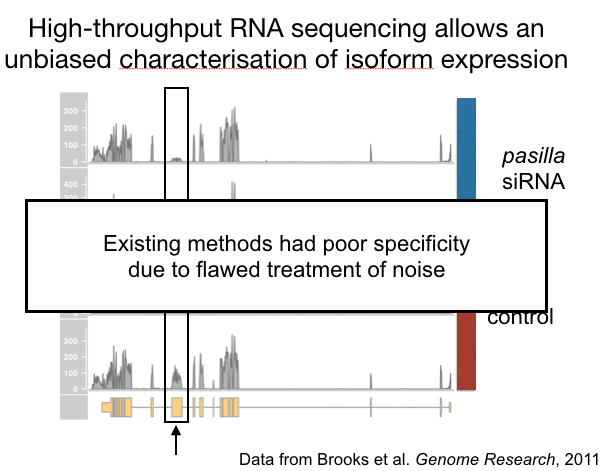 High-throughput RNA sequencing allows an
unbiased characterisation of isoform expression
300
200
100
0
pasilla
siRNA
400
Existing methods had poor specificity
due to flawed treatment of noise
control
300
200
100
0
Data from Brooks et al. Genome Research, 2011